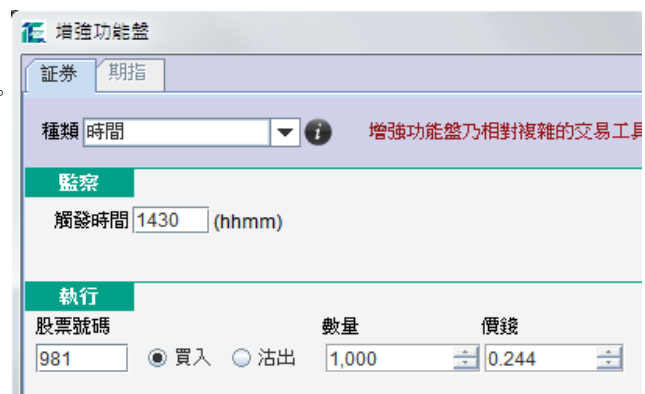 增強功能盤
証券 期指
。
種類 時間 增強功能盤乃相對複雜的交易工具
監察
觸發時間 1430 (hhmm)
執行
股票號碼 數量 價錢
981 買入 沽出 1,000 0.244